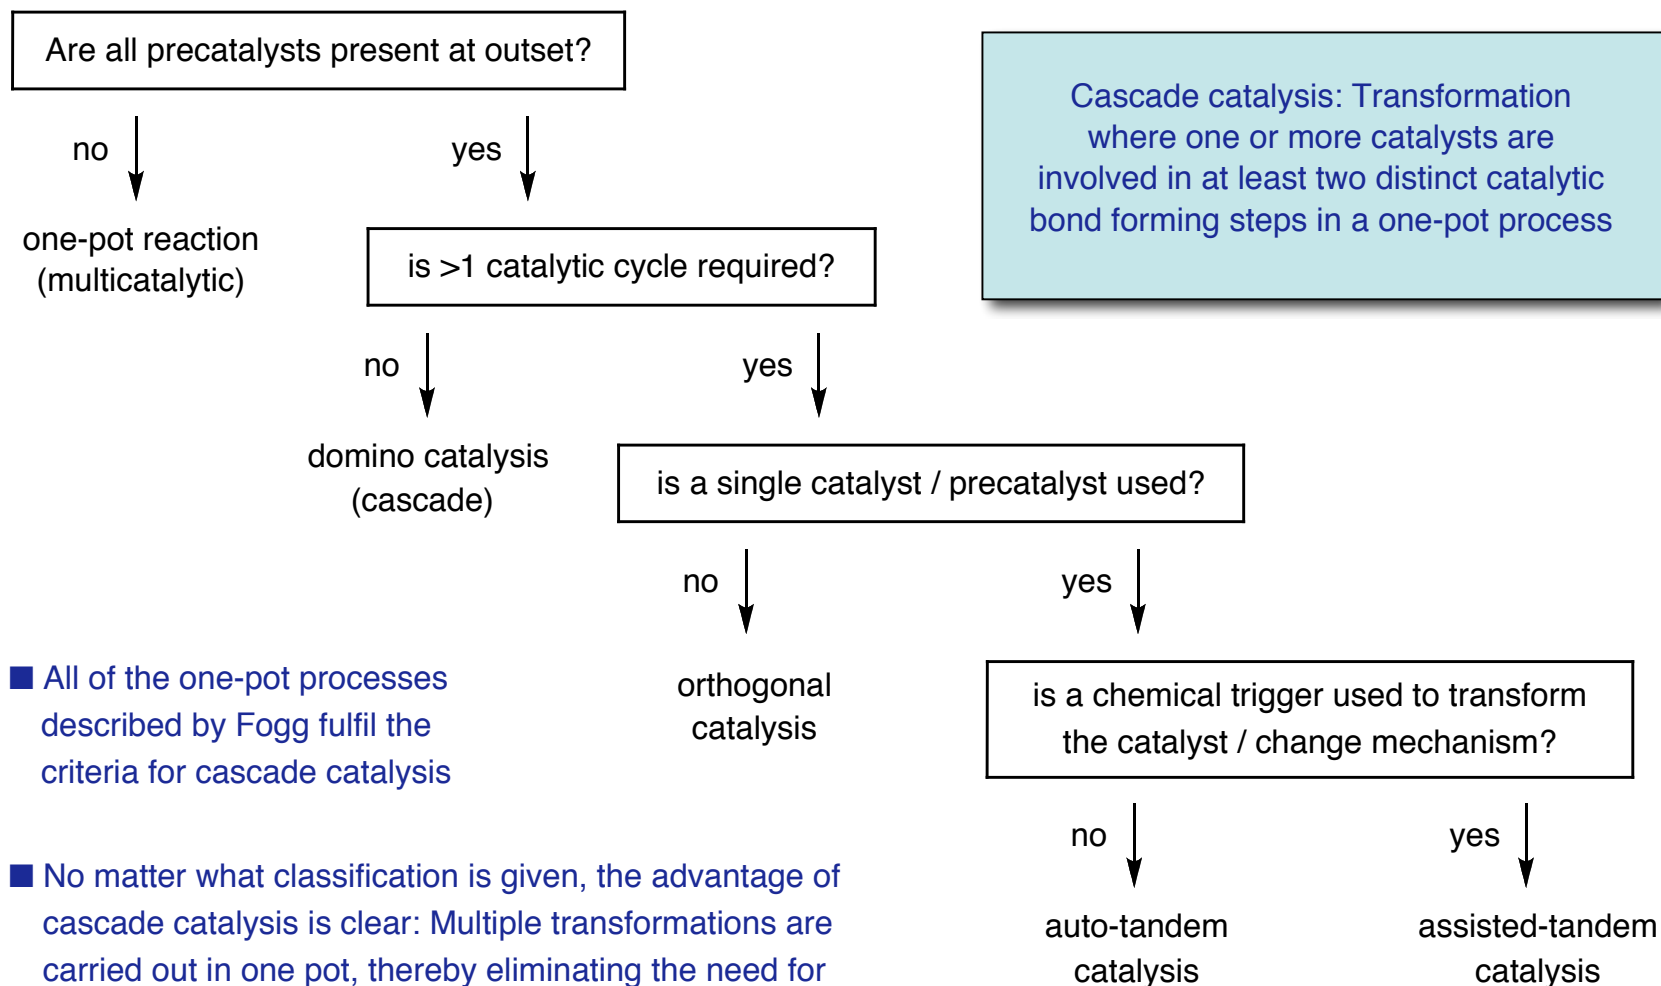 Are all precatalysts present at outset?
Cascade catalysis: Transformation
where one or more catalysts are
involved in at least two distinct catalytic
bond forming steps in a one-pot process
no
yes
one-pot reaction
(multicatalytic)
is >1 catalytic cycle required?
no
yes
domino catalysis
(cascade)
is a single catalyst / precatalyst used?
no
yes
orthogonal
catalysis
is a chemical trigger used to transform
the catalyst / change mechanism?
no
yes
auto-tandem
catalysis
assisted-tandem
catalysis
■ All of the one-pot processes
described by Fogg fulfil the
criteria for cascade catalysis
■ No matter what classification is given, the advantage of
cascade catalysis is clear: Multiple transformations are
carried out in one pot, thereby eliminating the need for